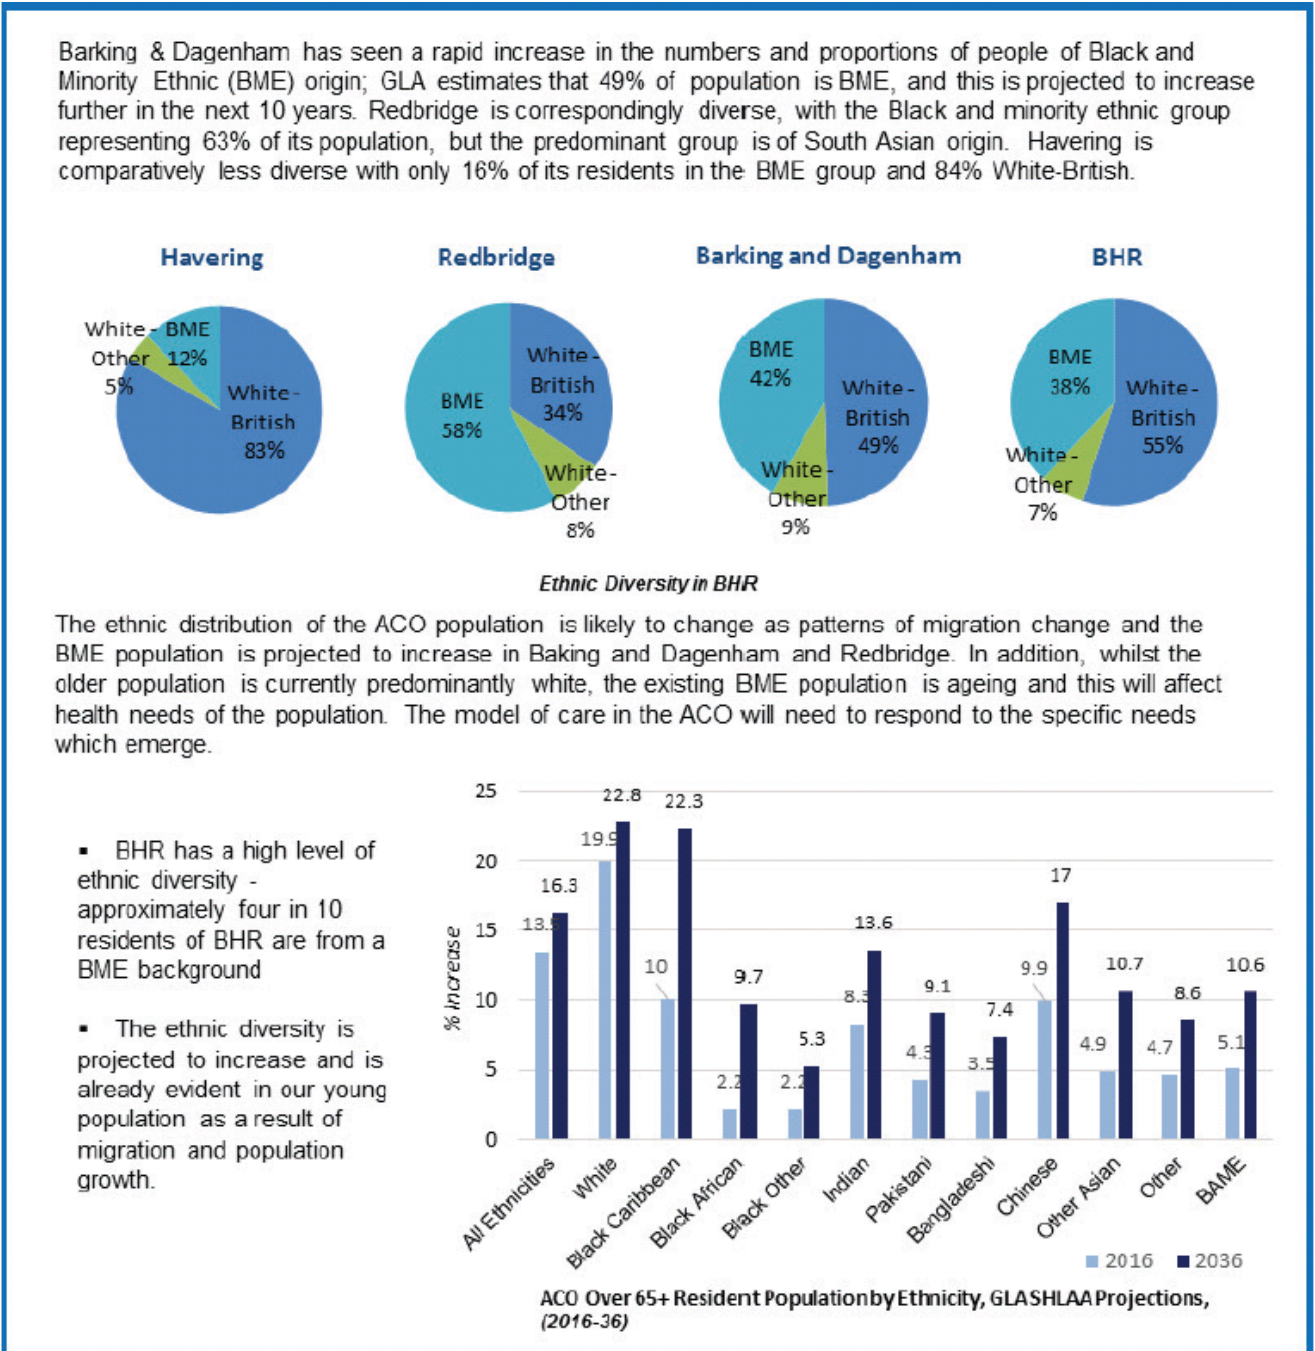 Barking & Dagenham has seen a rapid increase in the numbers and proportions of people of Black and
Minority Ethnic (BME) origin; GLA estimates that 49% of population is BME, and this is projected to increase
further in the next 10 years. Redbridge is correspondingly diverse, with the Black and minority ethnic group
representing 63% of its population, but the predominant group is of South Asian origin. Havering is
comparatively less diverse with only 16% of its residents in the BME group and 84% White-British.
Havering
White - Other 5%
BME 12%
White - British 83%
Redbridge
BME 58%
White - British 34%
White - Other 8%
Barking and Dagenham
BME 42%
White - British 49%
White - Other 9%
BHR
BME 38%
White - British 55%
White - Other 7%
Ethnic Diversity in BHR
The ethnic distribution of the ACO population is likely to change as patterns of migration change and the
BME population is projected to increase in Baking and Dagenham and Redbridge. In addition, whilst the
older population is currently predominantly white, the existing BME population is ageing and this will affect
health needs of the population. The model of care in the ACO will need to respond to the specific needs
which emerge.
▪ BHR has a high level of
ethnic diversity -
approximately four in 10
residents of BHR are from a
BME background
▪ The ethnic diversity is
projected to increase and is
already evident in our young
population as a result of
migration and population
growth.
% Increase
25
20
15
10
5
0
13.5 16.3
19.9 22.8
10 22.3
2.2 9.7
2.2 5.3
8.3 13.6
4.3 9.1
3.5 7.4
9.9 17
4.9 10.7
4.7 8.6
5.1 10.6
All Ethnicities
White
Black Caribbean
Black African
Black Other
Indian
Pakistani
Bangladeshi
Chinese
Other Asian
Other
BAME
2016 2036
ACO Over 65+ Resident Population by Ethnicity, GLA SHLAA Projections,
(2016-36)